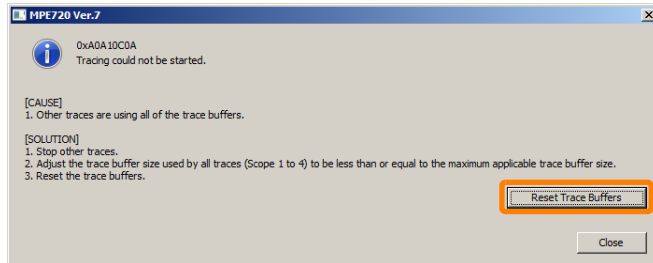 MPE720 Ver.7
0xA0A10C0A
Tracing could not be started.
[CAUSE]
1. Other traces are using all of the trace buffers.
[SOLUTION]
1. Stop other traces.
2. Adjust the trace buffer size used by all traces (Scope 1 to 4) to be less than or equal to the maximum applicable trace buffer size.
3. Reset the trace buffers.
Reset Trace Buffers
Close